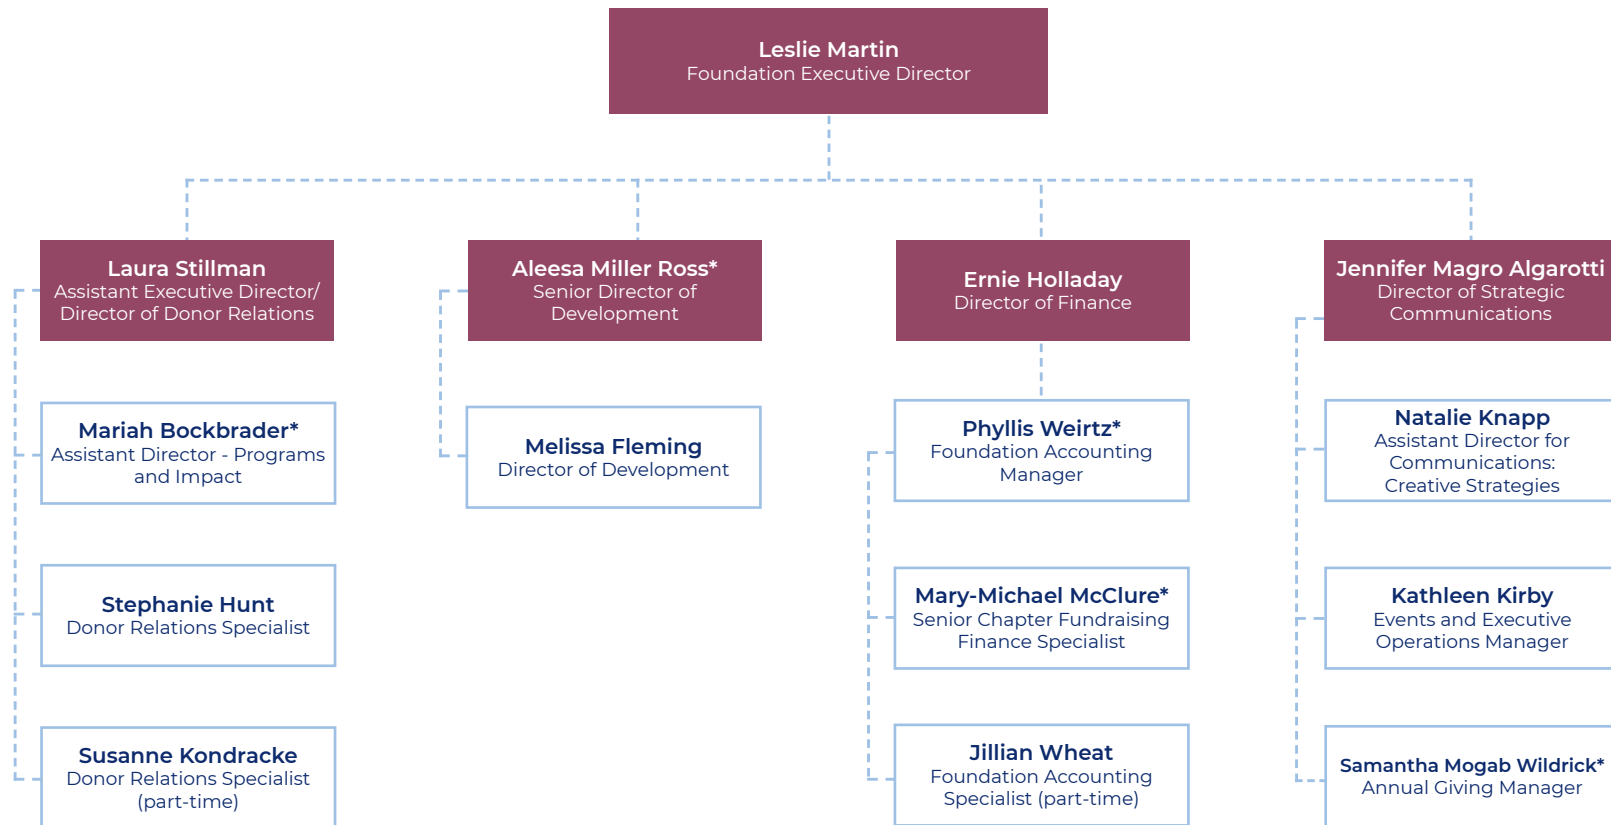 Leslie Martin
Foundation Executive Director
Laura Stillman
Assistant Executive Director/
Director of Donor Relations
Aleesa Miller Ross*
Senior Director of
Development
Ernie Holladay
Director of Finance
Jennifer Magro Algarotti
Director of Strategic
Communications
Mariah Bockbrader*
Assistant Director - Programs
and Impact
Melissa Fleming
Director of Development
Phyllis Weirtz*
Foundation Accounting
Manager
Natalie Knapp
Assistant Director for
Communications:
Creative Strategies
Stephanie Hunt
Donor Relations Specialist
Mary-Michael McClure*
Senior Chapter Fundraising
Finance Specialist
Kathleen Kirby
Events and Executive
Operations Manager
Susanne Kondracke
Donor Relations Specialist
(part-time)
Jillian Wheat
Foundation Accounting
Specialist (part-time)
Samantha Mogab Wildrick*
Annual Giving Manager